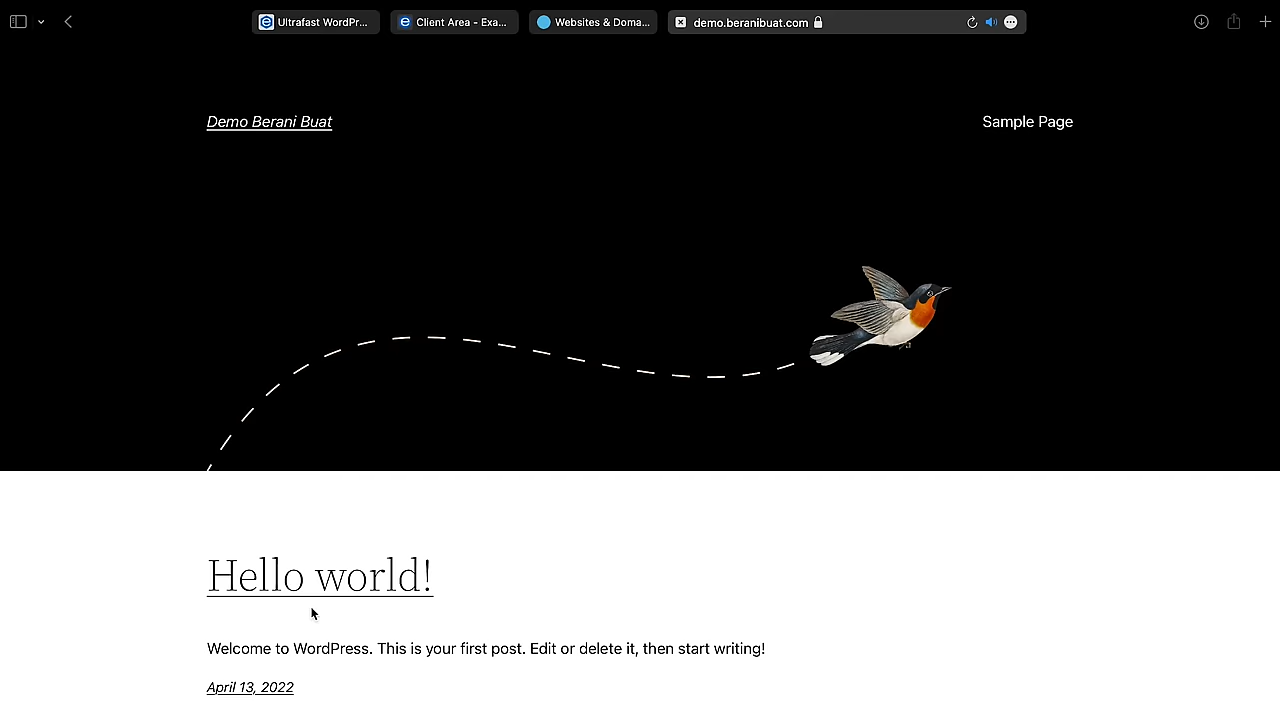 Ultrafast WordPr...
Client Area - Exa...
Websites & Doma...
demo.beranibuat.com
Demo Berani Buat
Sample Page
Hello world!
Welcome to WordPress. This is your first post. Edit or delete it, then start writing!
April 13, 2022